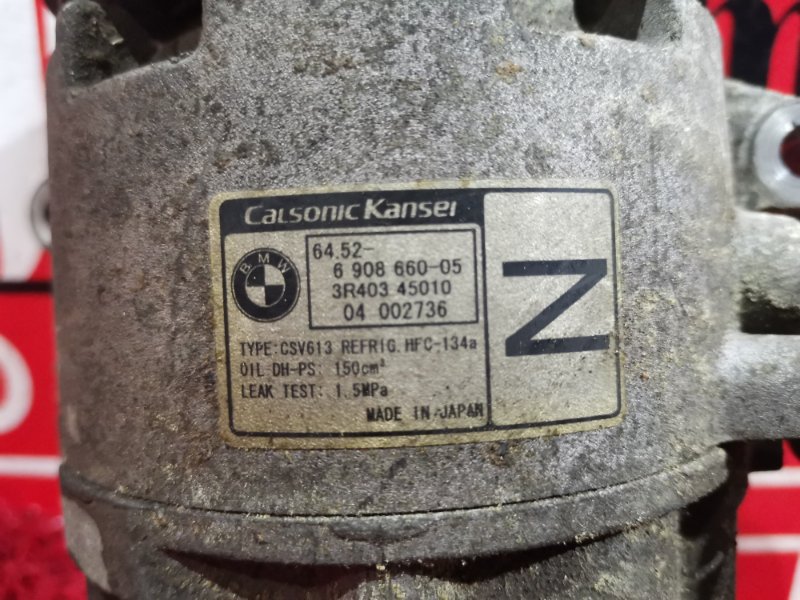 CALSONIC KANSEI
BMW
64.52-
6 908 660-05
3R403 45010
04 002736
TYPE:CSV613 REFRIG.HFC-134a
OIL DH-PS: 150cm³
LEAK TEST: 1.5MPa
MADE IN JAPAN
Z